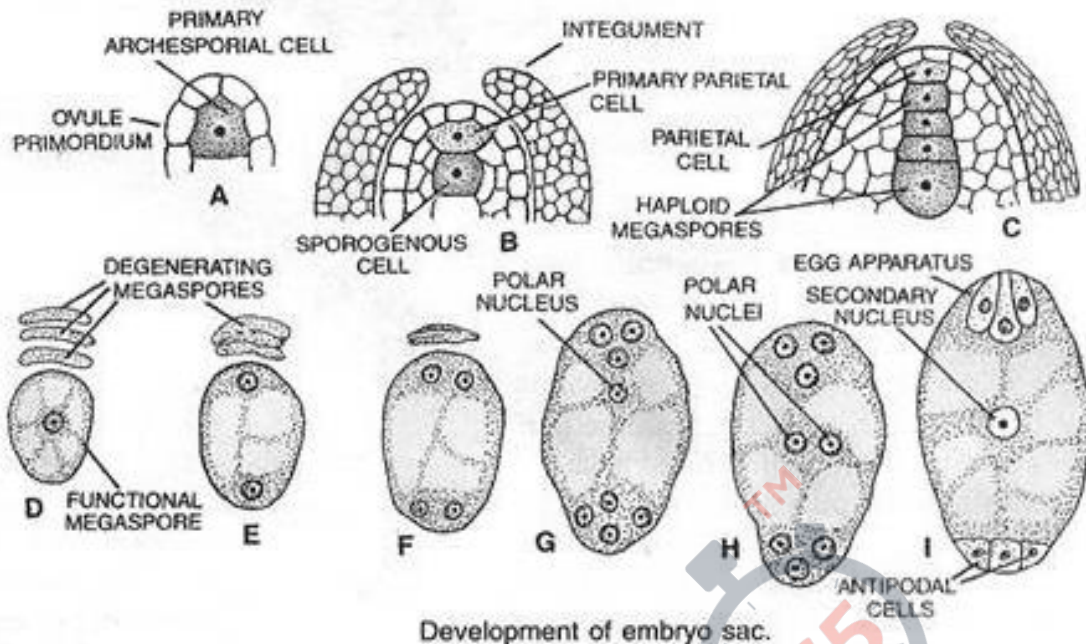 PRIMARY
ARCHESPORIAL CELL
OVULE
PRIMORDIUM
A
INTEGUMENT
PRIMARY PARIETAL
CELL
SPOROGENOUS
CELL
B
PARIETAL
CELL
HAPLOID
MEGASPORES
C
DEGENERATING
MEGASPORES
D
FUNCTIONAL
MEGASPORE
E
F
POLAR
NUCLEUS
G
POLAR
NUCLEI
H
EGG APPARATUS
SECONDARY
NUCLEUS
I
ANTIPODAL
CELLS
TM
Development of embryo sac.